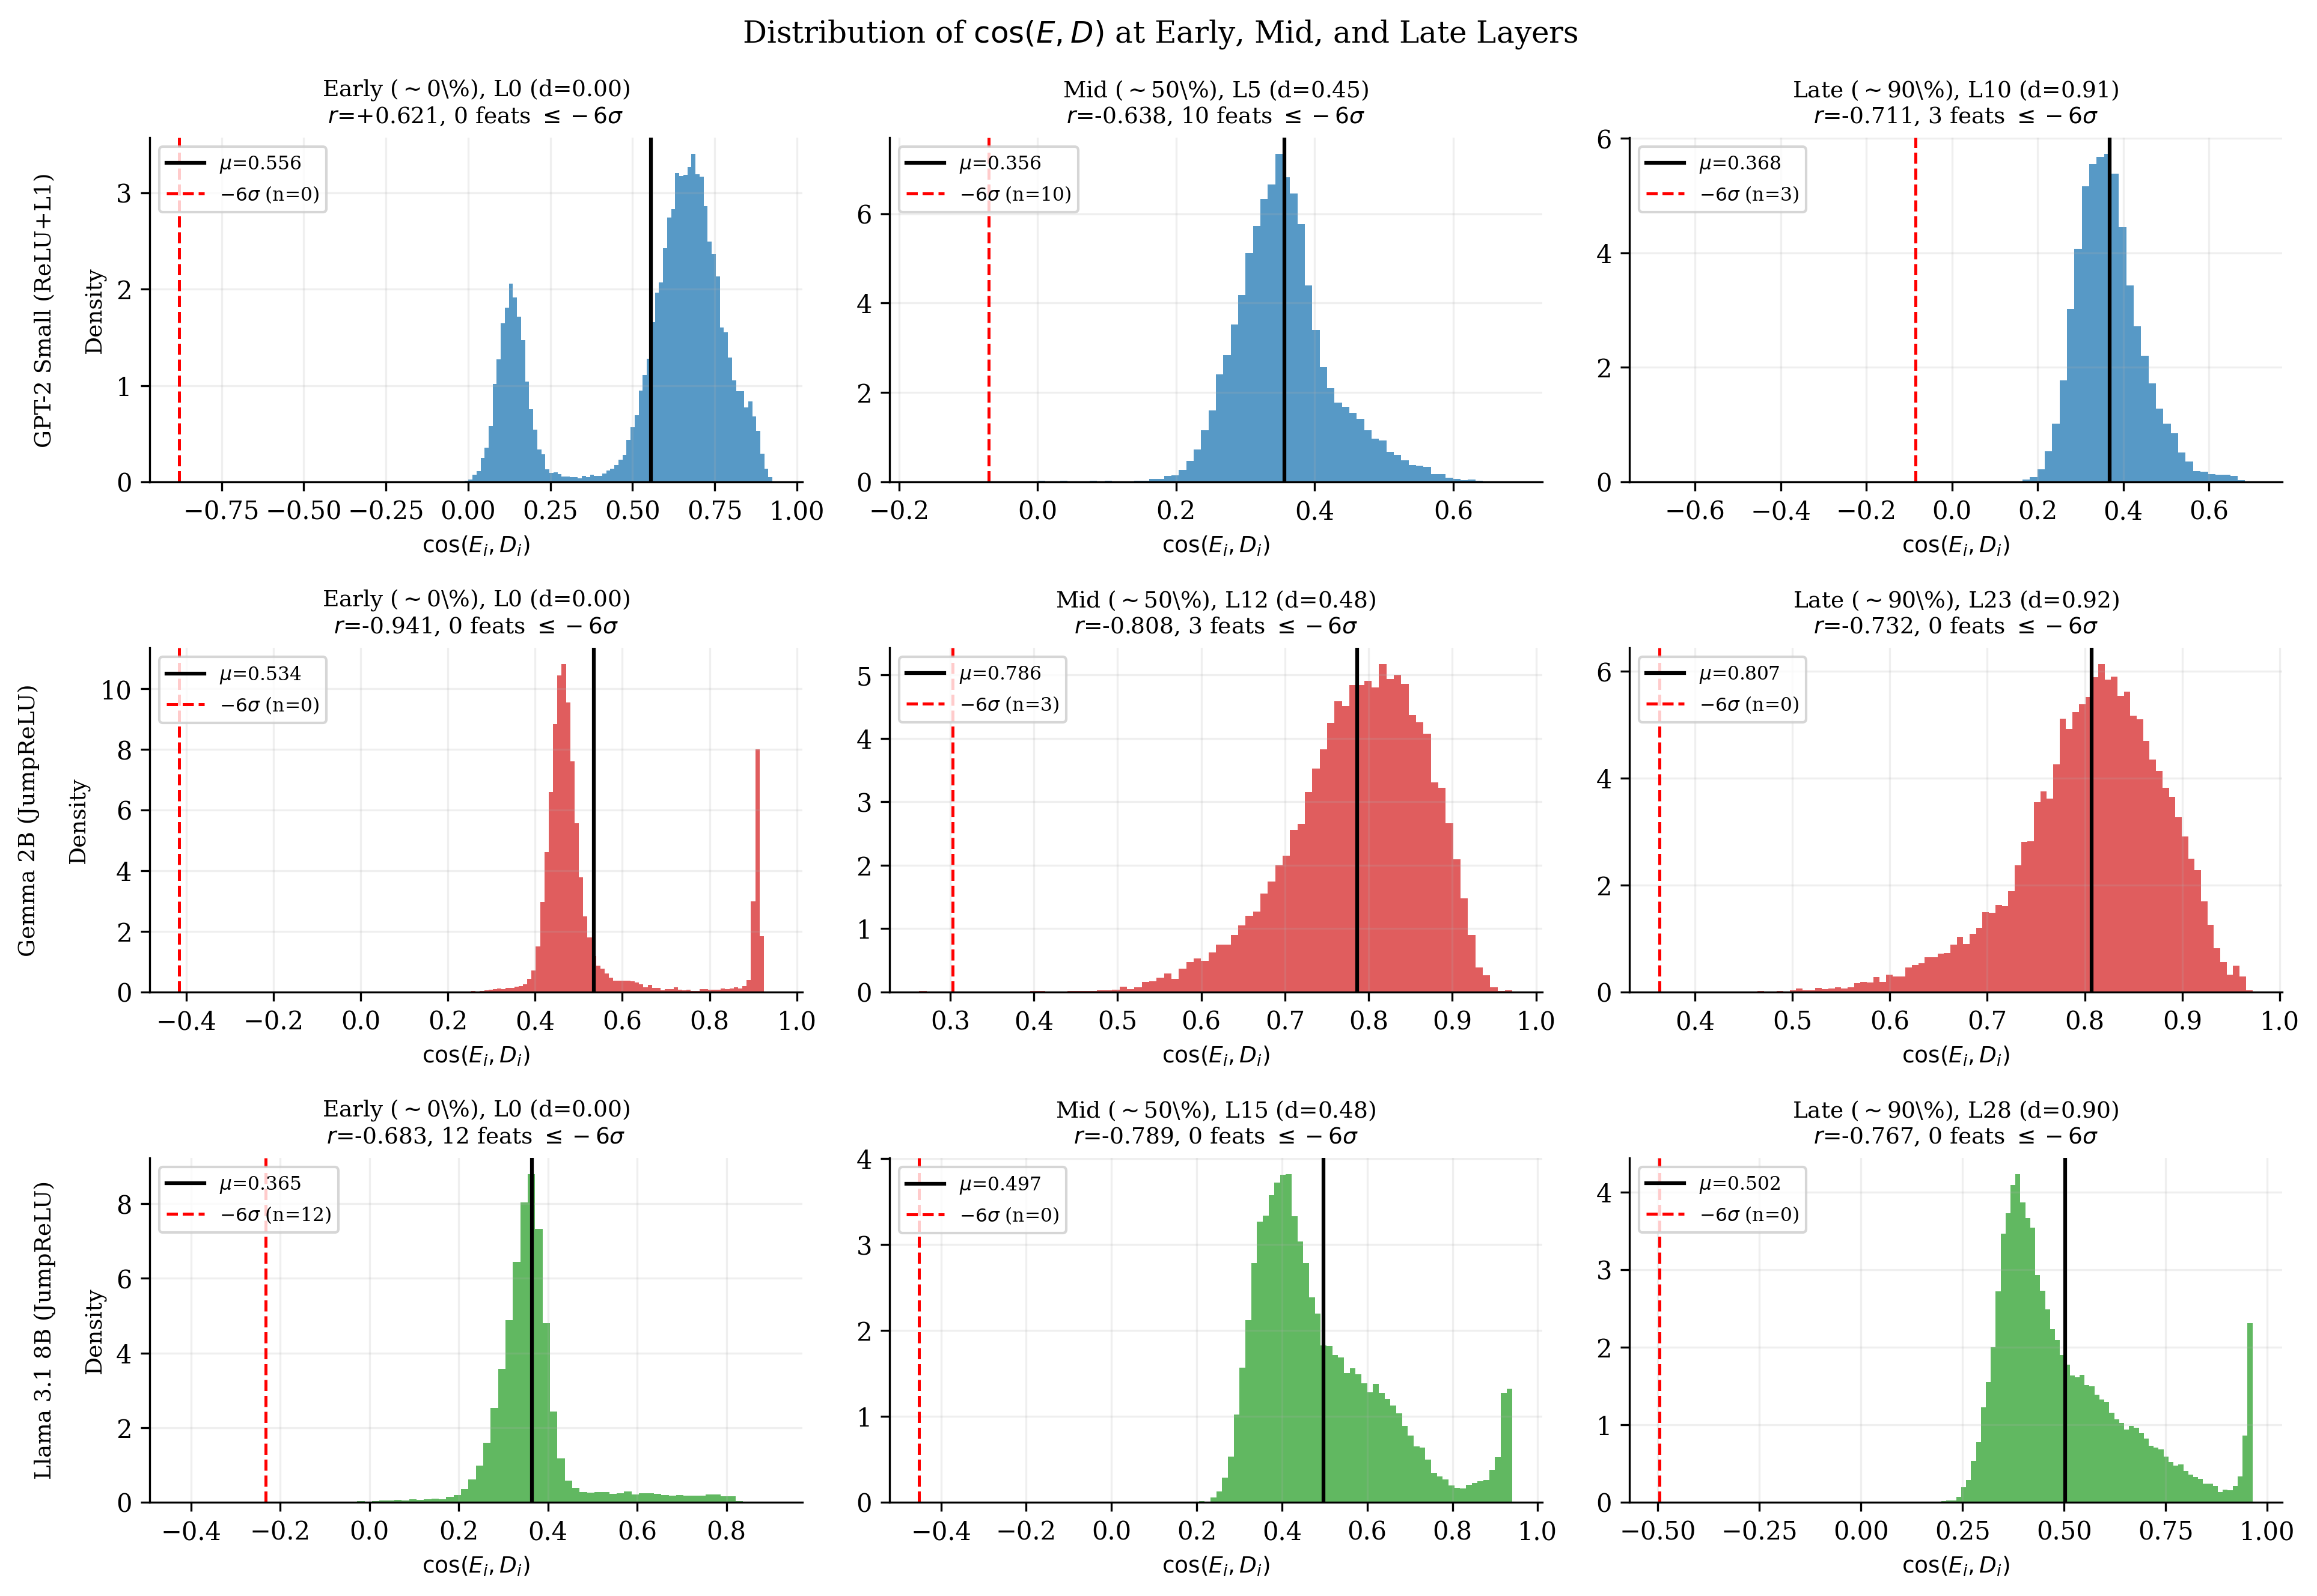 Distribution of cos(E, D) at Early, Mid, and Late Layers
GPT-2 Small (ReLU+L1)
Early (∼0\%), L0 (d=0.00)
r=+0.621, 0 feats ≤ −6σ
μ=0.556
−6σ (n=0)
Density
0
1
2
3
−0.75 −0.50 −0.25 0.00 0.25 0.50 0.75 1.00
cos(E_i, D_i)
Mid (∼50\%), L5 (d=0.45)
r=-0.638, 10 feats ≤ −6σ
μ=0.356
−6σ (n=10)
0
2
4
6
−0.2 0.0 0.2 0.4 0.6
cos(E_i, D_i)
Late (∼90\%), L10 (d=0.91)
r=-0.711, 3 feats ≤ −6σ
μ=0.368
−6σ (n=3)
0
2
4
6
−0.6 −0.4 −0.2 0.0 0.2 0.4 0.6
cos(E_i, D_i)
Gemma 2B (JumpReLU)
Early (∼0\%), L0 (d=0.00)
r=-0.941, 0 feats ≤ −6σ
μ=0.534
−6σ (n=0)
Density
0
2
4
6
8
10
−0.4 −0.2 0.0 0.2 0.4 0.6 0.8 1.0
cos(E_i, D_i)
Mid (∼50\%), L12 (d=0.48)
r=-0.808, 3 feats ≤ −6σ
μ=0.786
−6σ (n=3)
0
1
2
3
4
5
0.3 0.4 0.5 0.6 0.7 0.8 0.9 1.0
cos(E_i, D_i)
Late (∼90\%), L23 (d=0.92)
r=-0.732, 0 feats ≤ −6σ
μ=0.807
−6σ (n=0)
0
2
4
6
0.4 0.5 0.6 0.7 0.8 0.9 1.0
cos(E_i, D_i)
Llama 3.1 8B (JumpReLU)
Early (∼0\%), L0 (d=0.00)
r=-0.683, 12 feats ≤ −6σ
μ=0.365
−6σ (n=12)
Density
0
2
4
6
8
−0.4 −0.2 0.0 0.2 0.4 0.6 0.8
cos(E_i, D_i)
Mid (∼50\%), L15 (d=0.48)
r=-0.789, 0 feats ≤ −6σ
μ=0.497
−6σ (n=0)
0
1
2
3
4
−0.4 −0.2 0.0 0.2 0.4 0.6 0.8 1.0
cos(E_i, D_i)
Late (∼90\%), L28 (d=0.90)
r=-0.767, 0 feats ≤ −6σ
μ=0.502
−6σ (n=0)
0
1
2
3
4
−0.50 −0.25 0.00 0.25 0.50 0.75 1.00
cos(E_i, D_i)